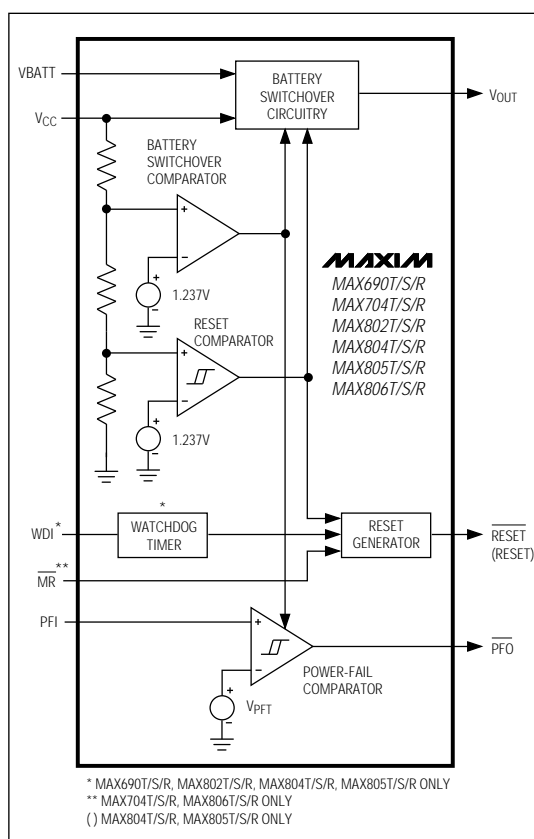 VBATT
VCC
BATTERY
SWITCHOVER
CIRCUITRY
VOUT
BATTERY
SWITCHOVER
COMPARATOR
+
−
+
−
1.237V
MAXIM
MAX690T/S/R
MAX704T/S/R
MAX802T/S/R
MAX804T/S/R
MAX805T/S/R
MAX806T/S/R
RESET
COMPARATOR
+
−
+
−
1.237V
*
WDI*
WATCHDOG
TIMER
RESET
GENERATOR
RESET
(RESET)
MR**
PFI
+
−
PFO
POWER-FAIL
COMPARATOR
+
−
VPFT
* MAX690T/S/R, MAX802T/S/R, MAX804T/S/R, MAX805T/S/R ONLY
** MAX704T/S/R, MAX806T/S/R ONLY
( ) MAX804T/S/R, MAX805T/S/R ONLY